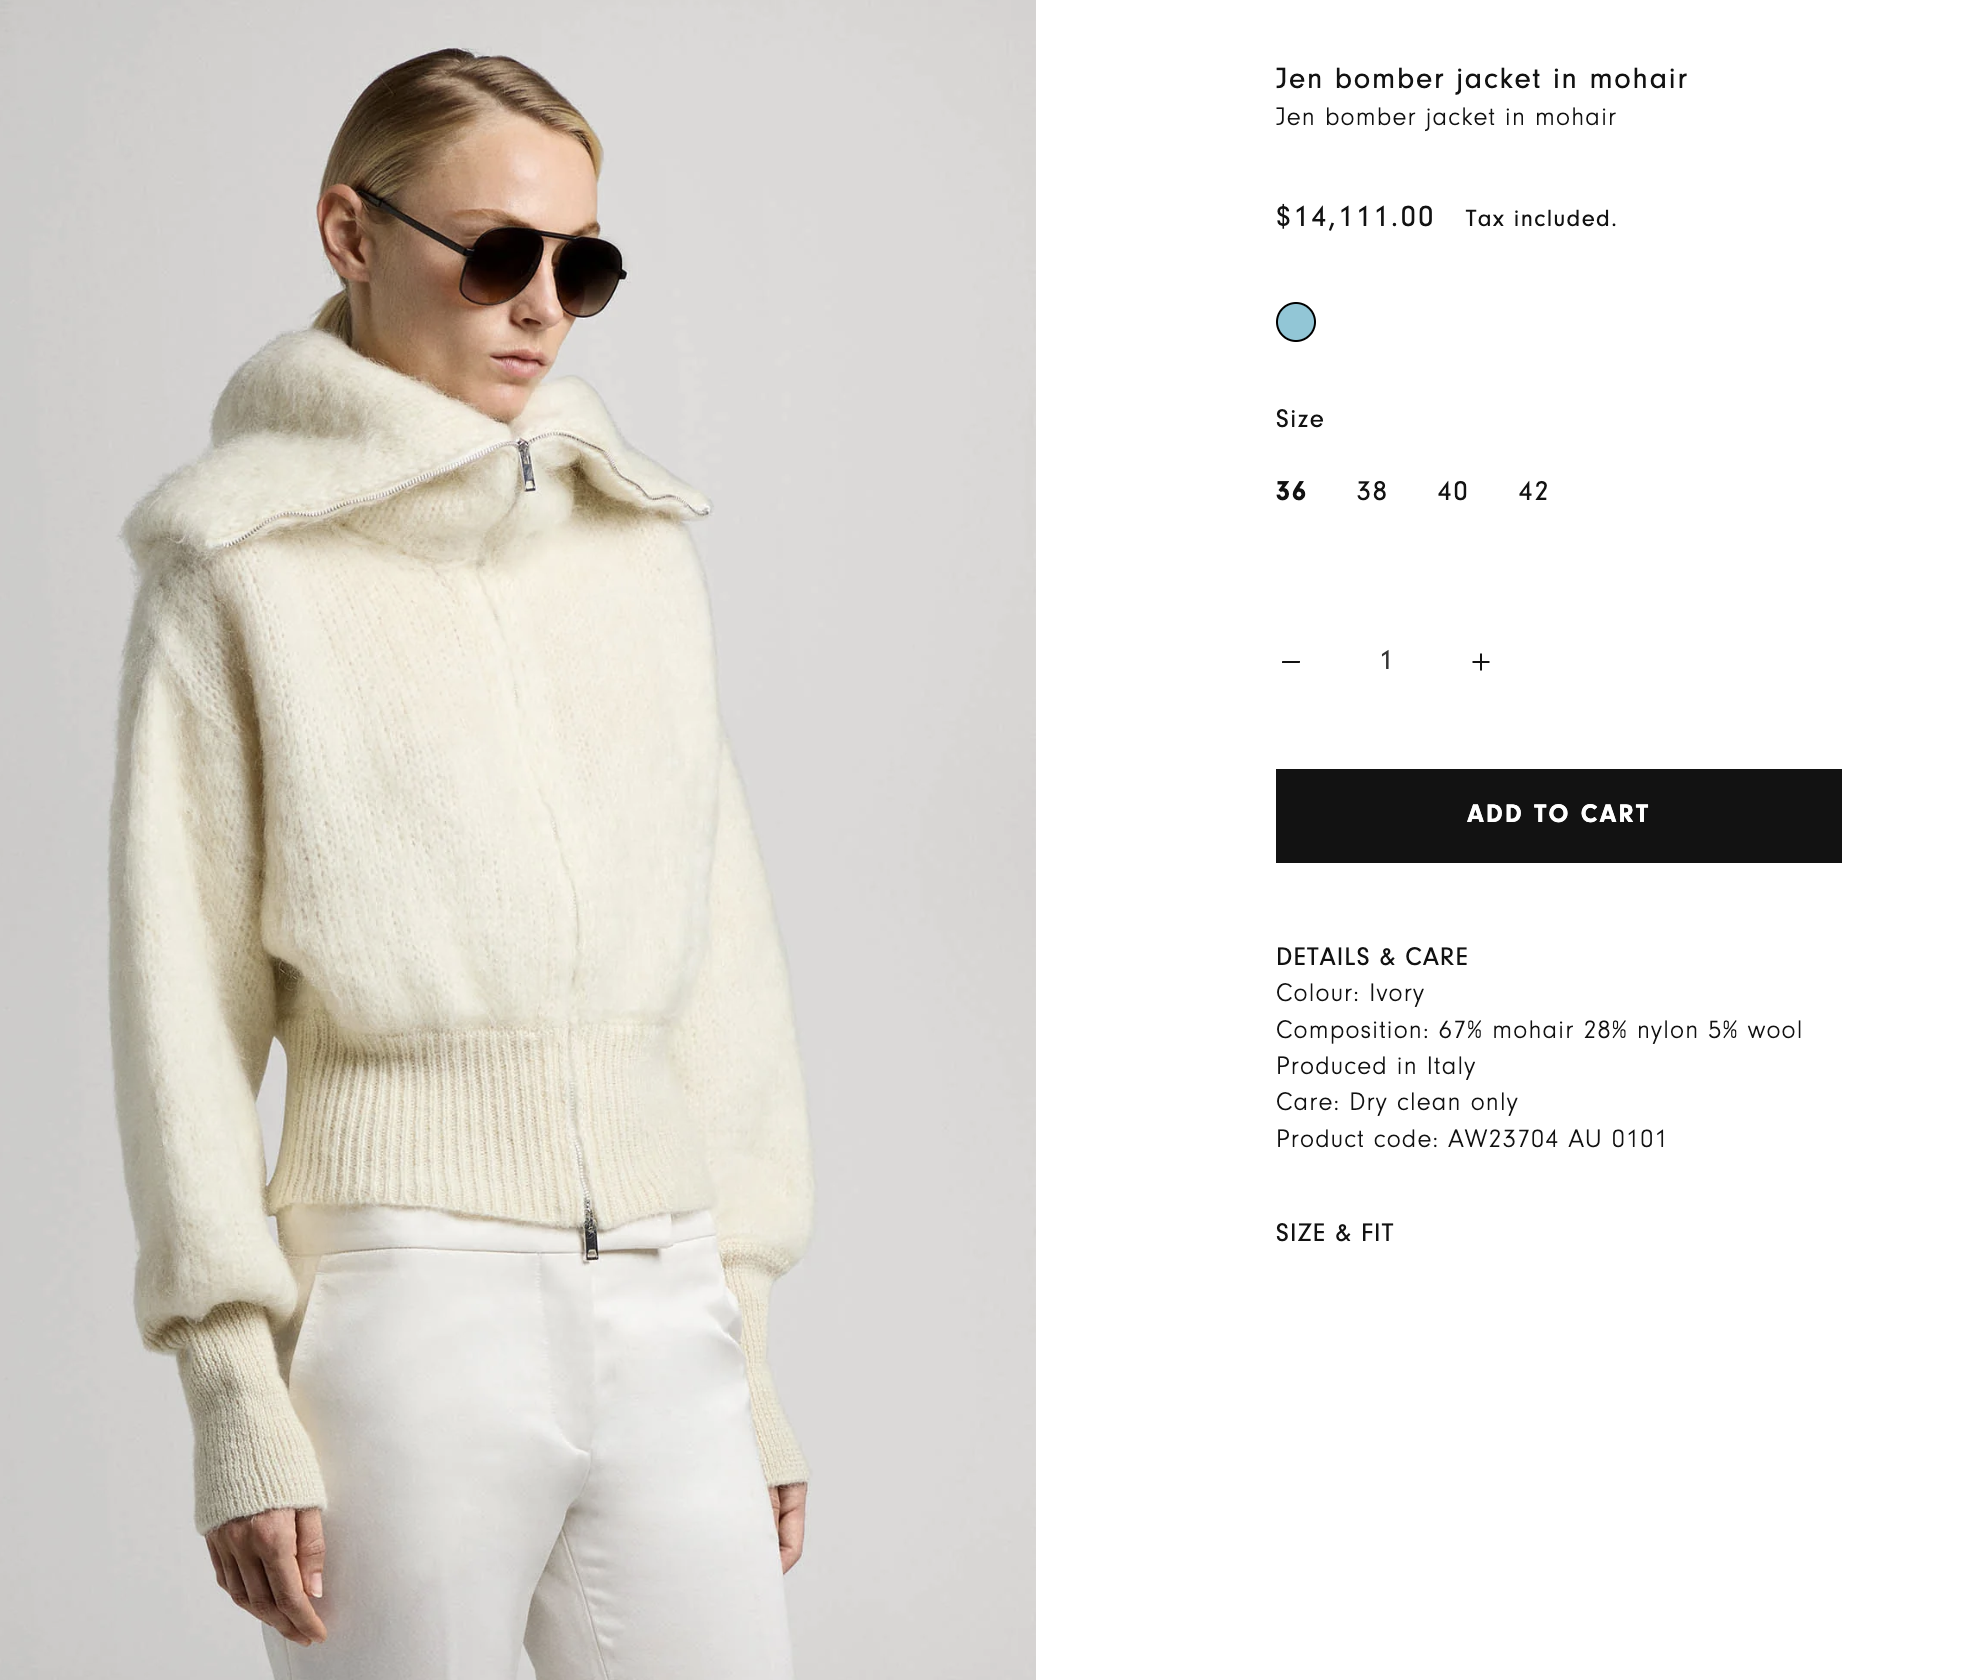 Jen bomber jacket in mohair
Jen bomber jacket in mohair
$14,111.00 Tax included.
Size
36 38 40 42
− 1 +
ADD TO CART
DETAILS & CARE
Colour: Ivory
Composition: 67% mohair 28% nylon 5% wool
Produced in Italy
Care: Dry clean only
Product code: AW23704 AU 0101
SIZE & FIT